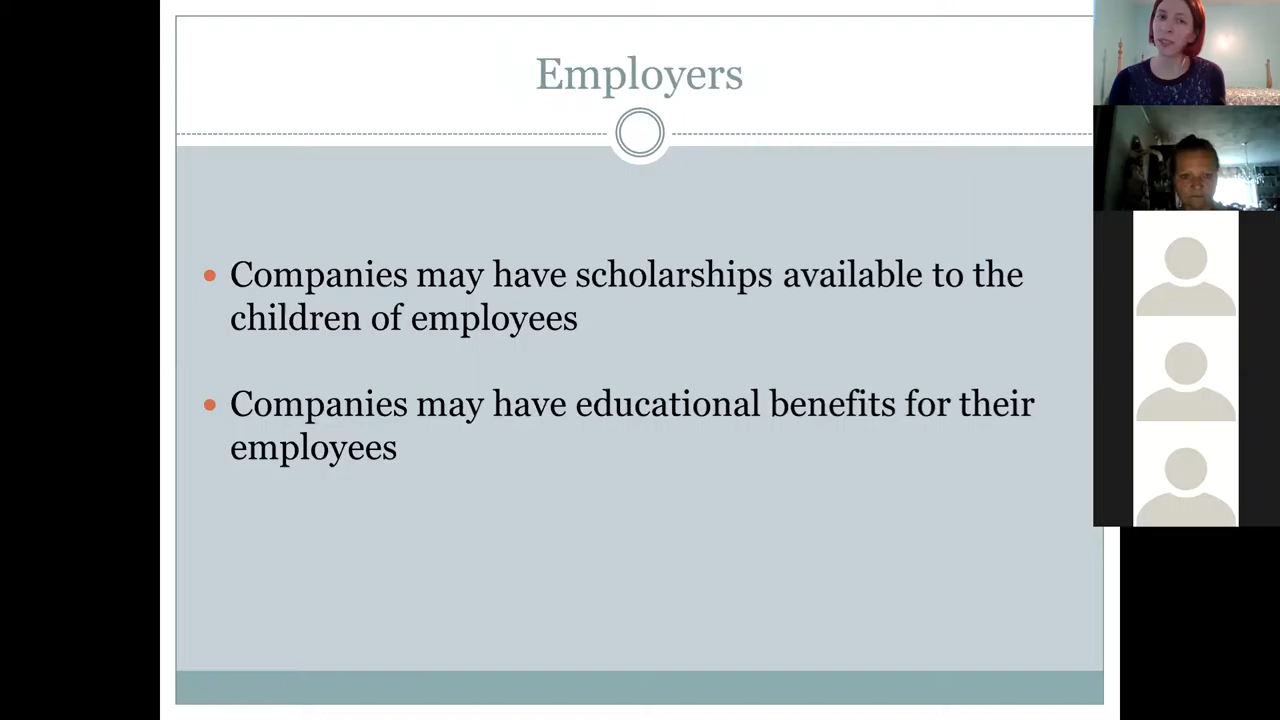 Employers
Companies may have scholarships available to the
children of employees
Companies may have educational benefits for their
employees